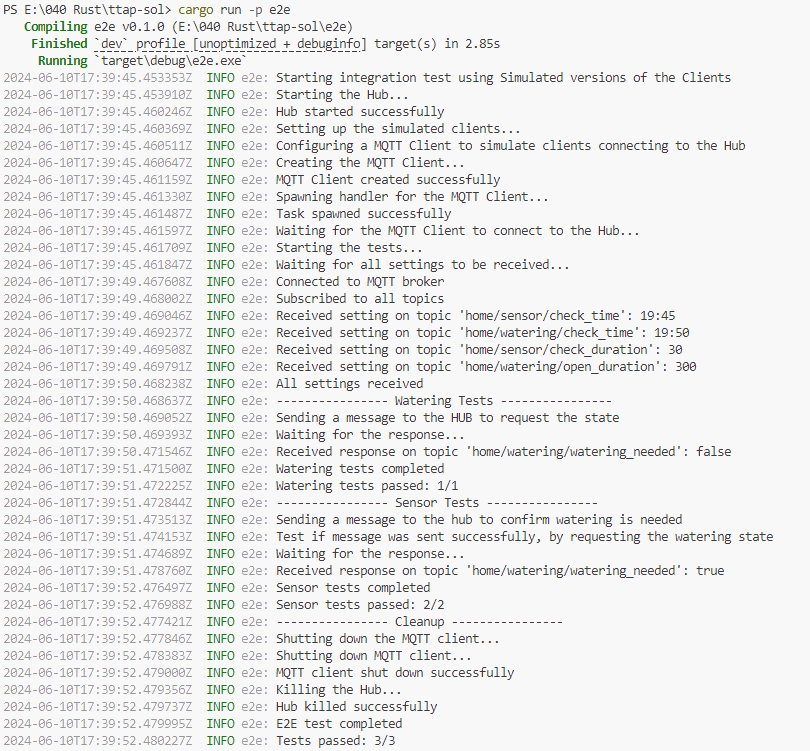 PS E:\040 Rust\ttap-sol> cargo run -p e2e
Compiling e2e v0.1.0 (E:\040 Rust\ttap-sol\e2e)
Finished `dev` profile [unoptimized + debuginfo] target(s) in 2.85s
Running `target\debug\e2e.exe`
2024-06-10T17:39:45.453353Z  INFO e2e: Starting integration test using Simulated versions of the Clients
2024-06-10T17:39:45.453910Z  INFO e2e: Starting the Hub...
2024-06-10T17:39:45.460246Z  INFO e2e: Hub started successfully
2024-06-10T17:39:45.460369Z  INFO e2e: Setting up the simulated clients...
2024-06-10T17:39:45.460511Z  INFO e2e: Configuring a MQTT Client to simulate clients connecting to the Hub
2024-06-10T17:39:45.460647Z  INFO e2e: Creating the MQTT Client...
2024-06-10T17:39:45.461159Z  INFO e2e: MQTT Client created successfully
2024-06-10T17:39:45.461330Z  INFO e2e: Spawning handler for the MQTT Client...
2024-06-10T17:39:45.461487Z  INFO e2e: Task spawned successfully
2024-06-10T17:39:45.461597Z  INFO e2e: Waiting for the MQTT Client to connect to the Hub...
2024-06-10T17:39:45.461709Z  INFO e2e: Starting the tests...
2024-06-10T17:39:45.461847Z  INFO e2e: Waiting for all settings to be received...
2024-06-10T17:39:49.467608Z  INFO e2e: Connected to MQTT broker
2024-06-10T17:39:49.468002Z  INFO e2e: Subscribed to all topics
2024-06-10T17:39:49.469046Z  INFO e2e: Received setting on topic 'home/sensor/check_time': 19:45
2024-06-10T17:39:49.469237Z  INFO e2e: Received setting on topic 'home/watering/check_time': 19:50
2024-06-10T17:39:49.469508Z  INFO e2e: Received setting on topic 'home/sensor/check_duration': 30
2024-06-10T17:39:49.469791Z  INFO e2e: Received setting on topic 'home/watering/open_duration': 300
2024-06-10T17:39:50.468238Z  INFO e2e: All settings received
2024-06-10T17:39:50.468637Z  INFO e2e: ---------------- Watering Tests ----------------
2024-06-10T17:39:50.469052Z  INFO e2e: Sending a message to the HUB to request the state
2024-06-10T17:39:50.469393Z  INFO e2e: Waiting for the response...
2024-06-10T17:39:50.471546Z  INFO e2e: Received response on topic 'home/watering/watering_needed': false
2024-06-10T17:39:51.471500Z  INFO e2e: Watering tests completed
2024-06-10T17:39:51.472225Z  INFO e2e: Watering tests passed: 1/1
2024-06-10T17:39:51.472844Z  INFO e2e: ---------------- Sensor Tests ----------------
2024-06-10T17:39:51.473513Z  INFO e2e: Sending a message to the hub to confirm watering is needed
2024-06-10T17:39:51.474153Z  INFO e2e: Test if message was sent successfully, by requesting the watering state
2024-06-10T17:39:51.474689Z  INFO e2e: Waiting for the response...
2024-06-10T17:39:51.478760Z  INFO e2e: Received response on topic 'home/watering/watering_needed': true
2024-06-10T17:39:52.476497Z  INFO e2e: Sensor tests completed
2024-06-10T17:39:52.476988Z  INFO e2e: Sensor tests passed: 2/2
2024-06-10T17:39:52.477421Z  INFO e2e: ---------------- Cleanup ----------------
2024-06-10T17:39:52.477846Z  INFO e2e: Shutting down the MQTT client...
2024-06-10T17:39:52.478383Z  INFO e2e: Shutting down MQTT client...
2024-06-10T17:39:52.479000Z  INFO e2e: MQTT client shut down successfully
2024-06-10T17:39:52.479356Z  INFO e2e: Killing the Hub...
2024-06-10T17:39:52.479737Z  INFO e2e: Hub killed successfully
2024-06-10T17:39:52.479995Z  INFO e2e: E2E test completed
2024-06-10T17:39:52.480227Z  INFO e2e: Tests passed: 3/3